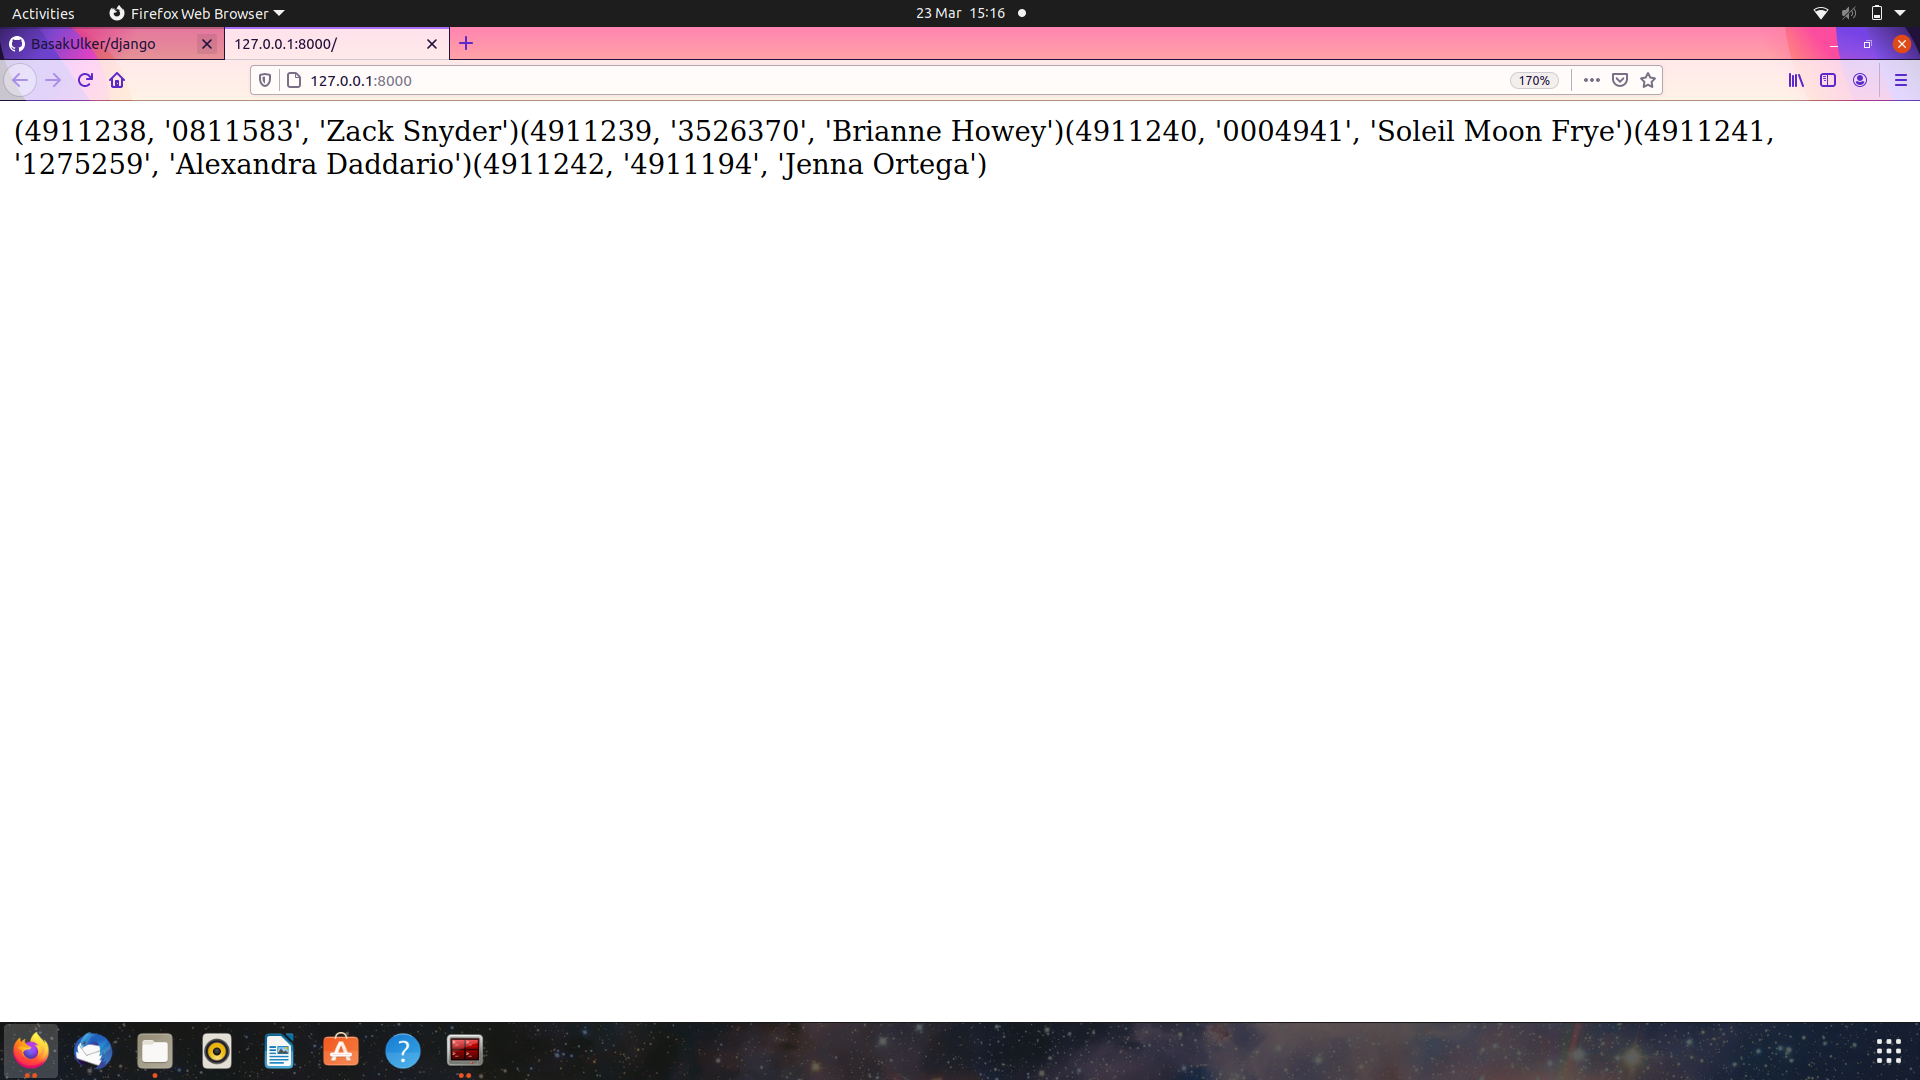 Activities
Firefox Web Browser
23 Mar 15:16
BasakUlker/django
127.0.0.1:8000/
127.0.0.1:8000
170%
(4911238, '0811583', 'Zack Snyder')(4911239, '3526370', 'Brianne Howey')(4911240, '0004941', 'Soleil Moon Frye')(4911241,
'1275259', 'Alexandra Daddario')(4911242, '4911194', 'Jenna Ortega')